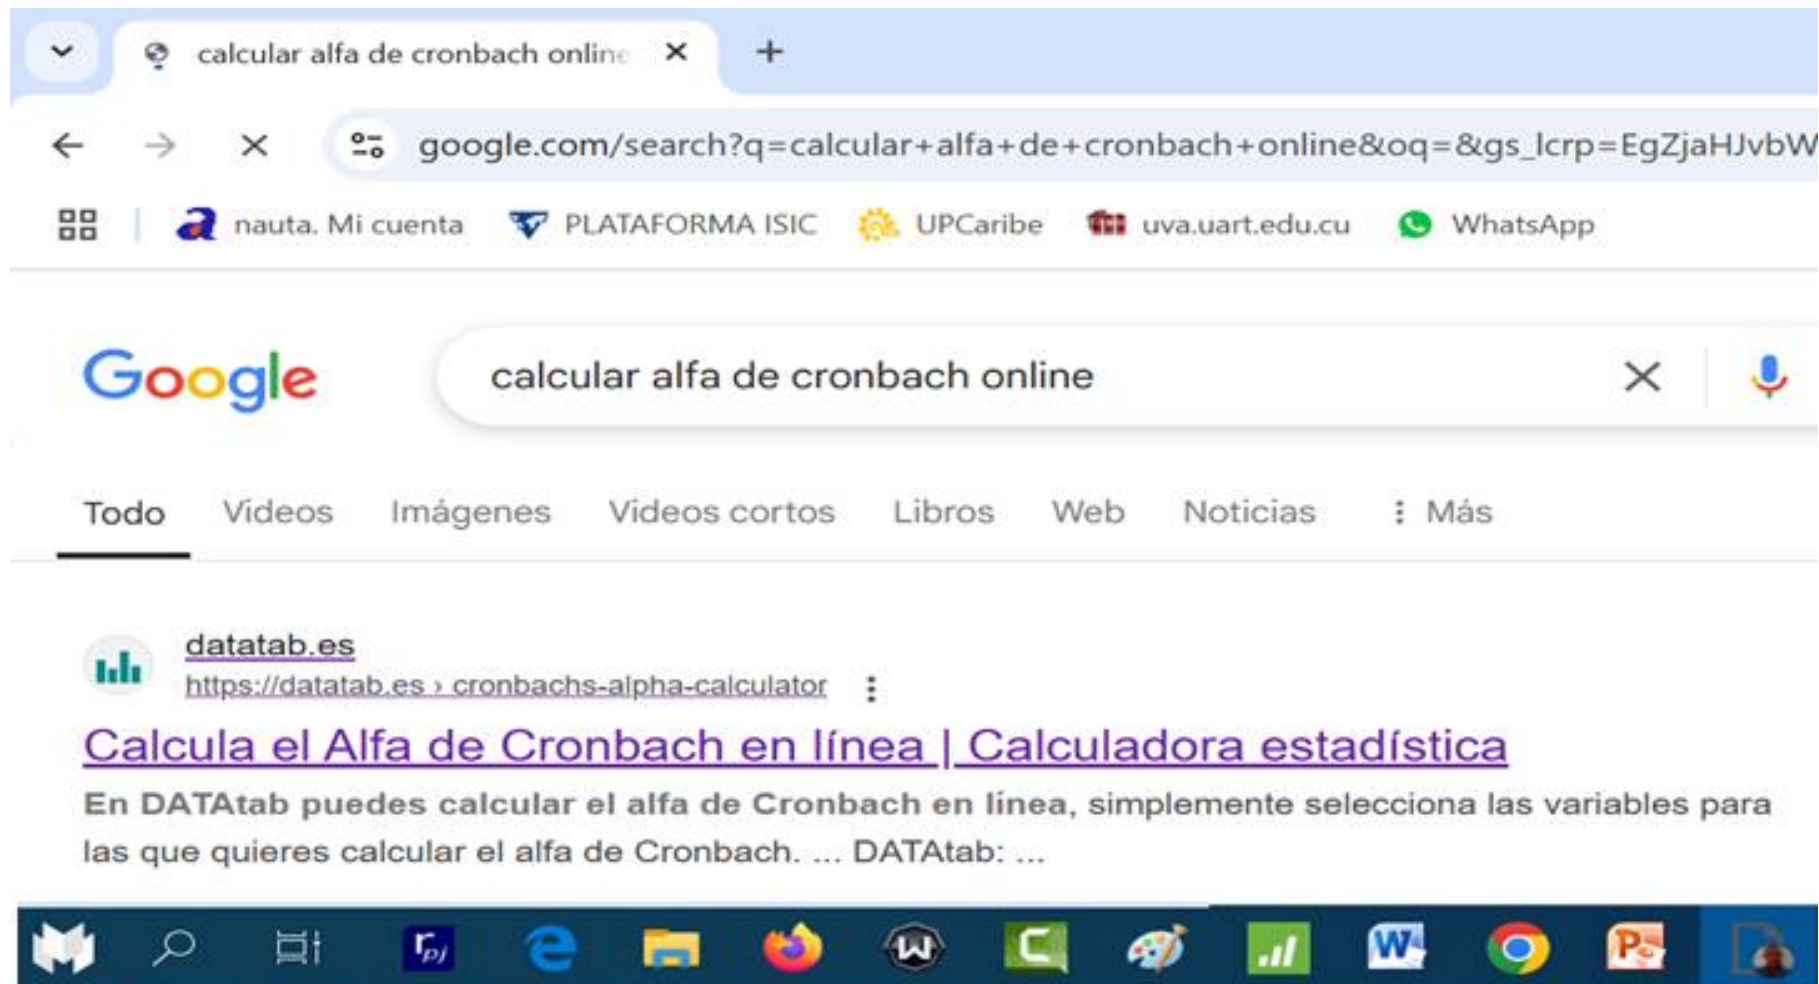 calcular alfa de cronbach online
google.com/search?q=calcular+alfa+de+cronbach+online&oq=&gs_lcrp=EgZjaHJvbW
nauta. Mi cuenta PLATAFORMA ISIC UPCaribe uva.uart.edu.cu WhatsApp
Google calcular alfa de cronbach online
Todo Videos Imágenes Videos cortos Libros Web Noticias Más
datatab.es
https://datatab.es › cronbachs-alpha-calculator
Calcula el Alfa de Cronbach en línea | Calculadora estadística
En DATAtab puedes calcular el alfa de Cronbach en línea, simplemente selecciona las variables para
las que quieres calcular el alfa de Cronbach. ... DATAtab: ...